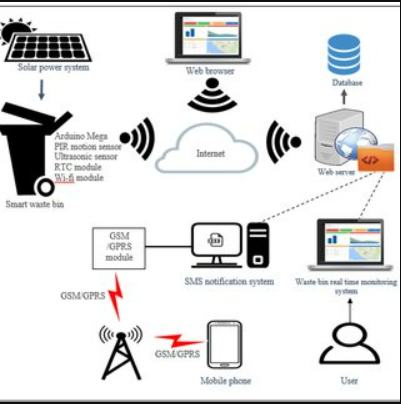 Solar power system
Web browser
Database
Arduino Mega
PIR motion sensor
Ultrasonic sensor
RTC module
Wi-fi module
Internet
Web server
Smart waste bin
GSM
/GPRS
module
SMS notification system
Waste bin real time monitoring
system
GSM/GPRS
GSM/GPRS
Mobile phone
User